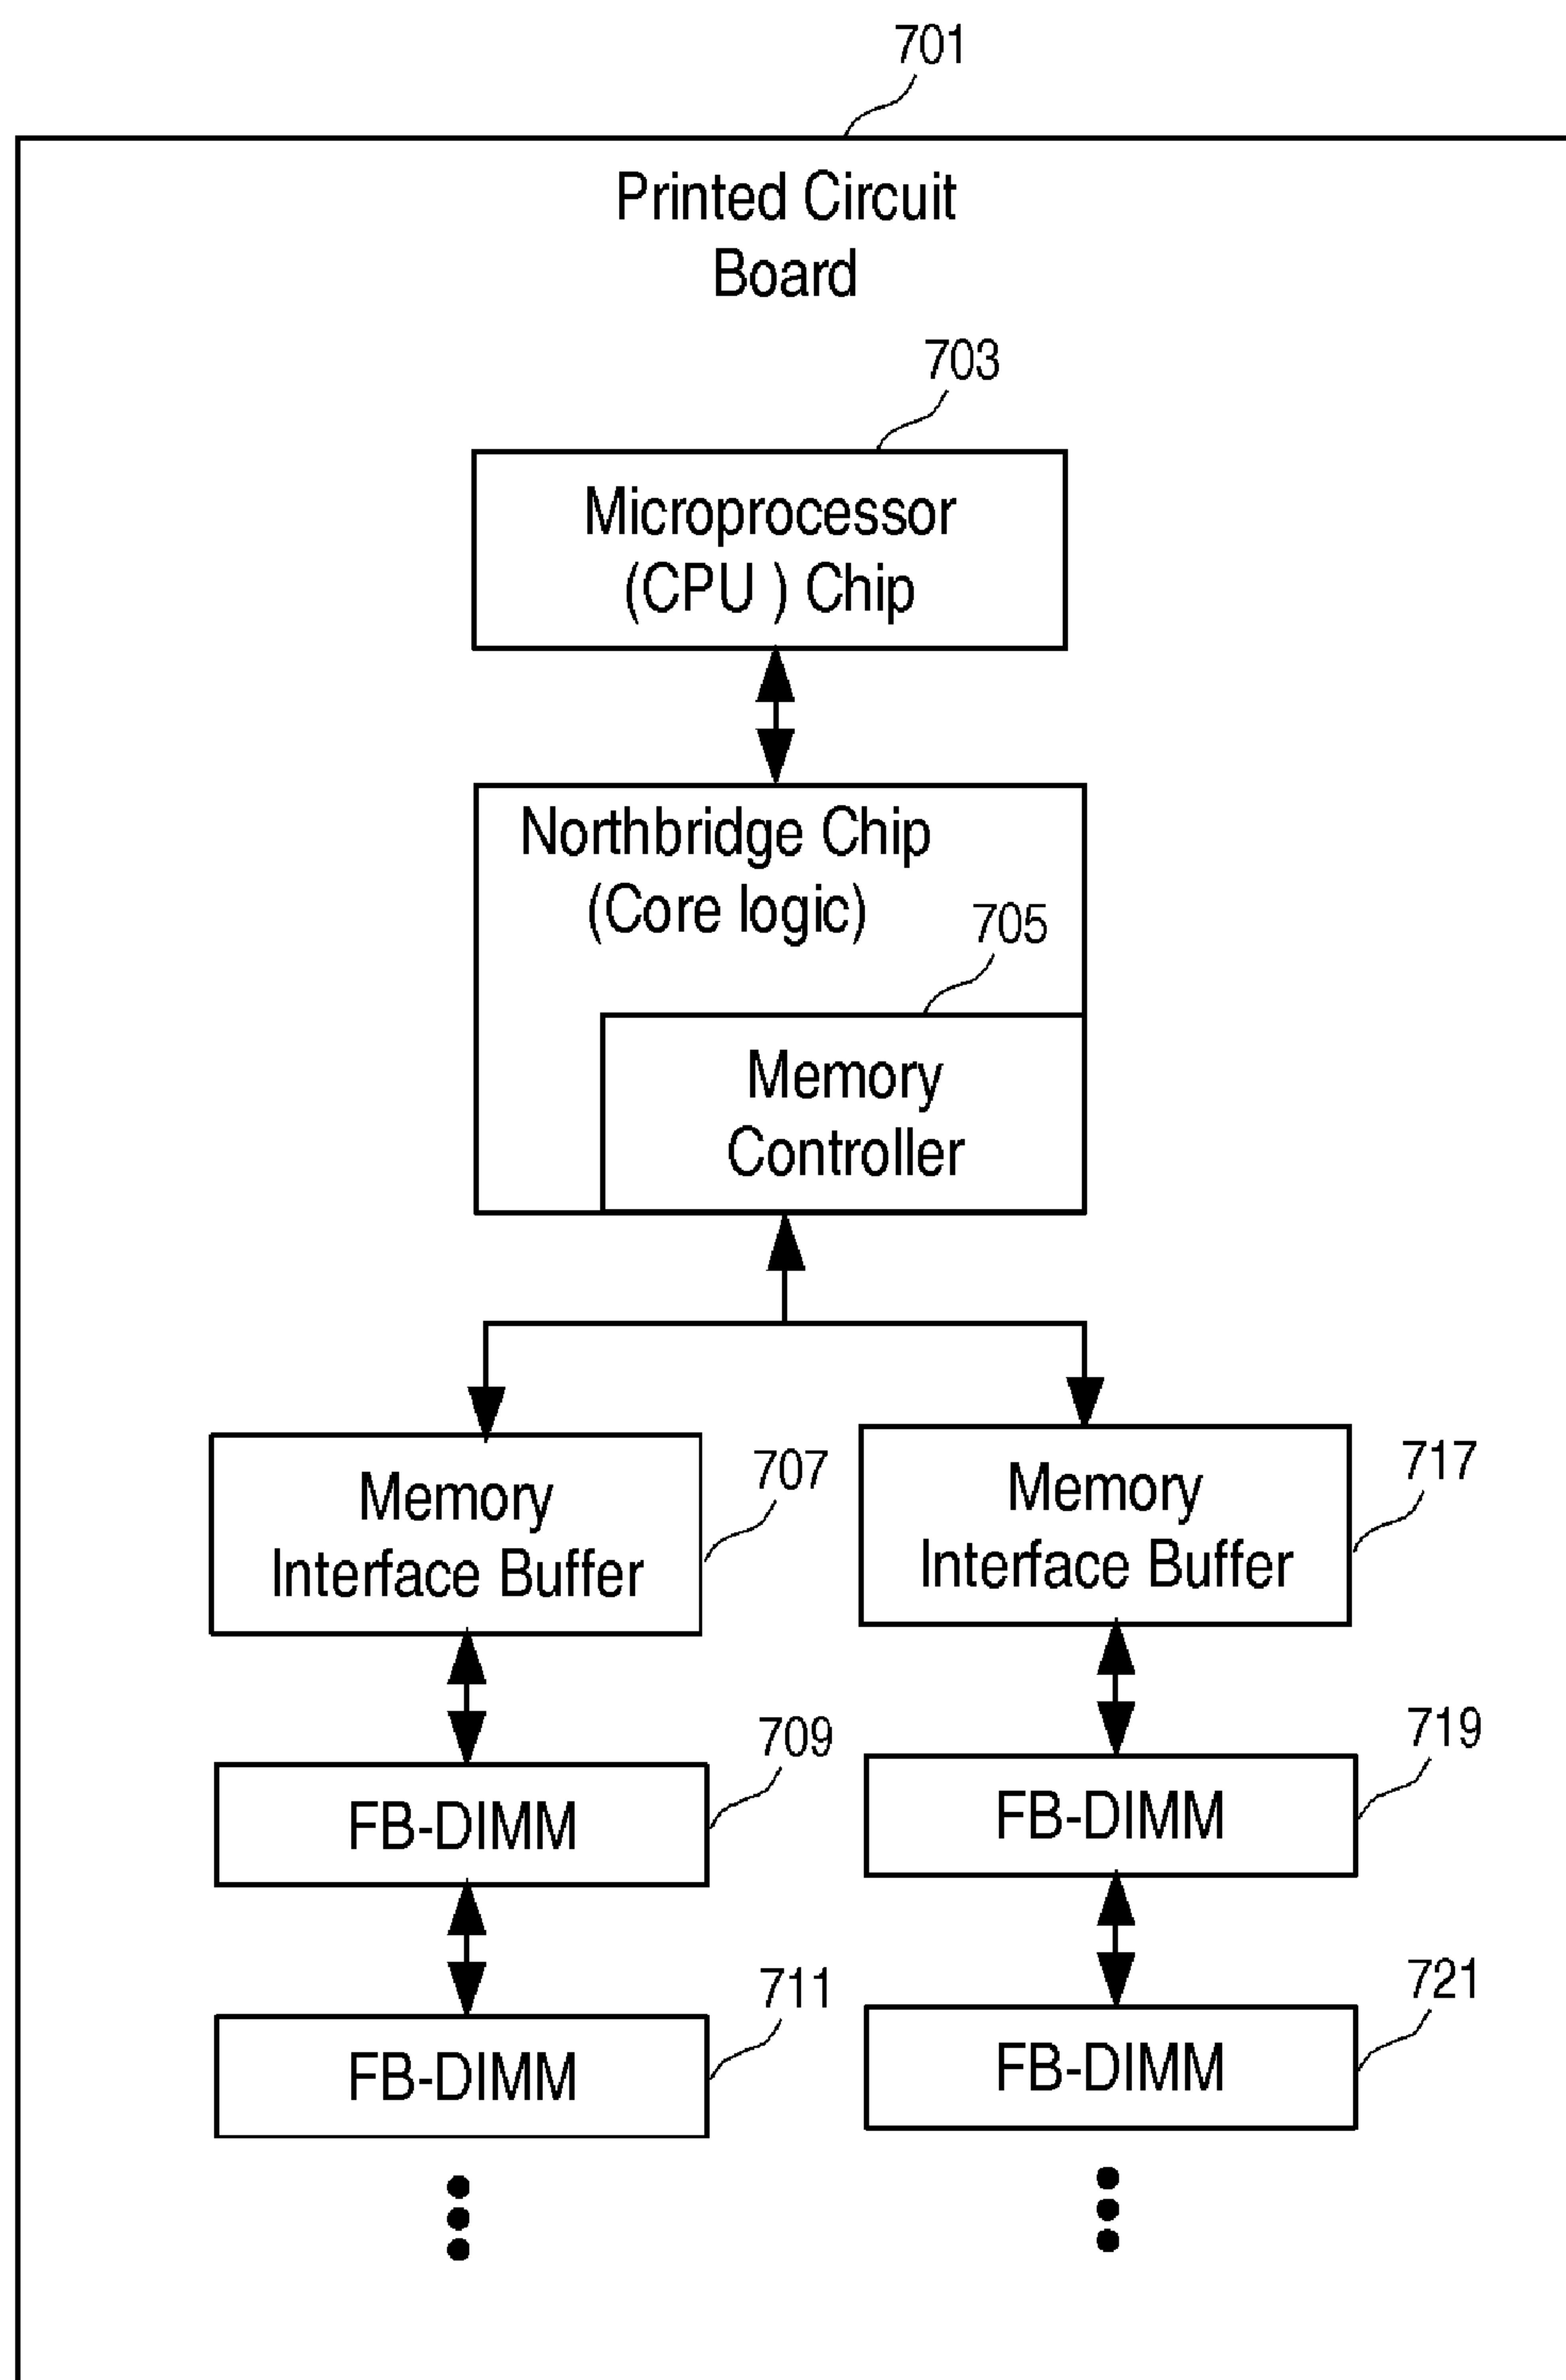 701
Printed Circuit
Board
703
Microprocessor
(CPU ) Chip
Northbridge Chip
(Core logic)
705
Memory
Controller
Memory
Interface Buffer
707
Memory
Interface Buffer
717
709
FB-DIMM
719
FB-DIMM
711
FB-DIMM
721
FB-DIMM